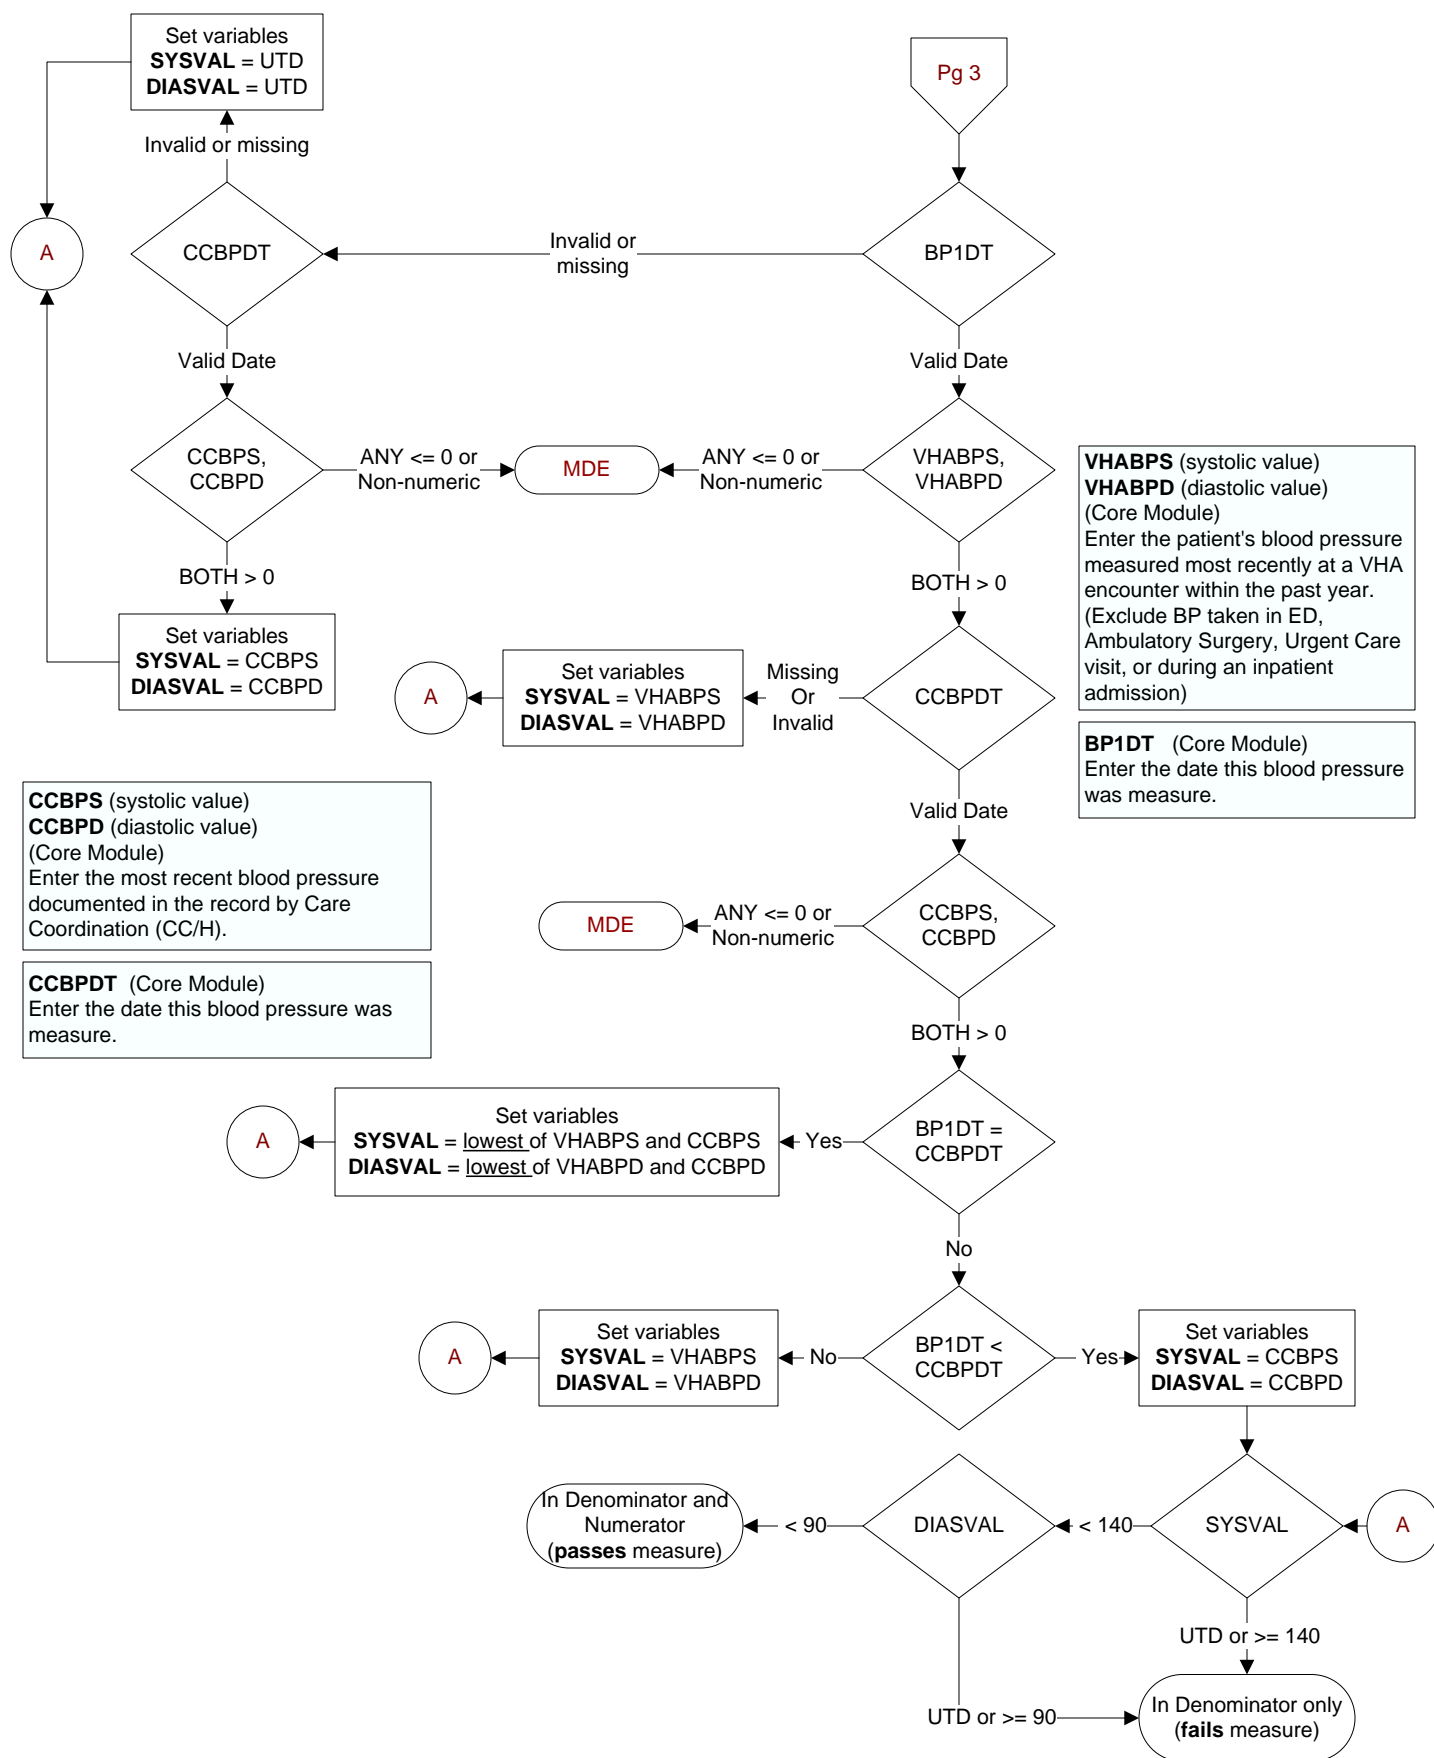 Set variables
SYSVAL = UTD
DIASVAL = UTD
Pg 3
Invalid or missing
A
CCBPDT
Invalid or
missing
BP1DT
Valid Date
Valid Date
CCBPS,
CCBPD
ANY <= 0 or
Non-numeric
MDE
ANY <= 0 or
Non-numeric
VHABPS,
VHABPD
VHABPS (systolic value)
VHABPD (diastolic value)
(Core Module)
Enter the patient's blood pressure
measured most recently at a VHA
encounter within the past year.
(Exclude BP taken in ED,
Ambulatory Surgery, Urgent Care
visit, or during an inpatient
admission)
BOTH > 0
BOTH > 0
Set variables
SYSVAL = CCBPS
DIASVAL = CCBPD
A
Set variables
SYSVAL = VHABPS
DIASVAL = VHABPD
Missing
Or
Invalid
CCBPDT
BP1DT (Core Module)
Enter the date this blood pressure
was measure.
CCBPS (systolic value)
CCBPD (diastolic value)
(Core Module)
Enter the most recent blood pressure
documented in the record by Care
Coordination (CC/H).
Valid Date
MDE
ANY <= 0 or
Non-numeric
CCBPS,
CCBPD
CCBPDT (Core Module)
Enter the date this blood pressure was
measure.
BOTH > 0
A
Set variables
SYSVAL = lowest of VHABPS and CCBPS
DIASVAL = lowest of VHABPD and CCBPD
Yes
BP1DT =
CCBPDT
No
A
Set variables
SYSVAL = VHABPS
DIASVAL = VHABPD
No
BP1DT <
CCBPDT
Yes
Set variables
SYSVAL = CCBPS
DIASVAL = CCBPD
In Denominator and
Numerator
(passes measure)
< 90
DIASVAL
< 140
SYSVAL
A
UTD or >= 140
UTD or >= 90
In Denominator only
(fails measure)